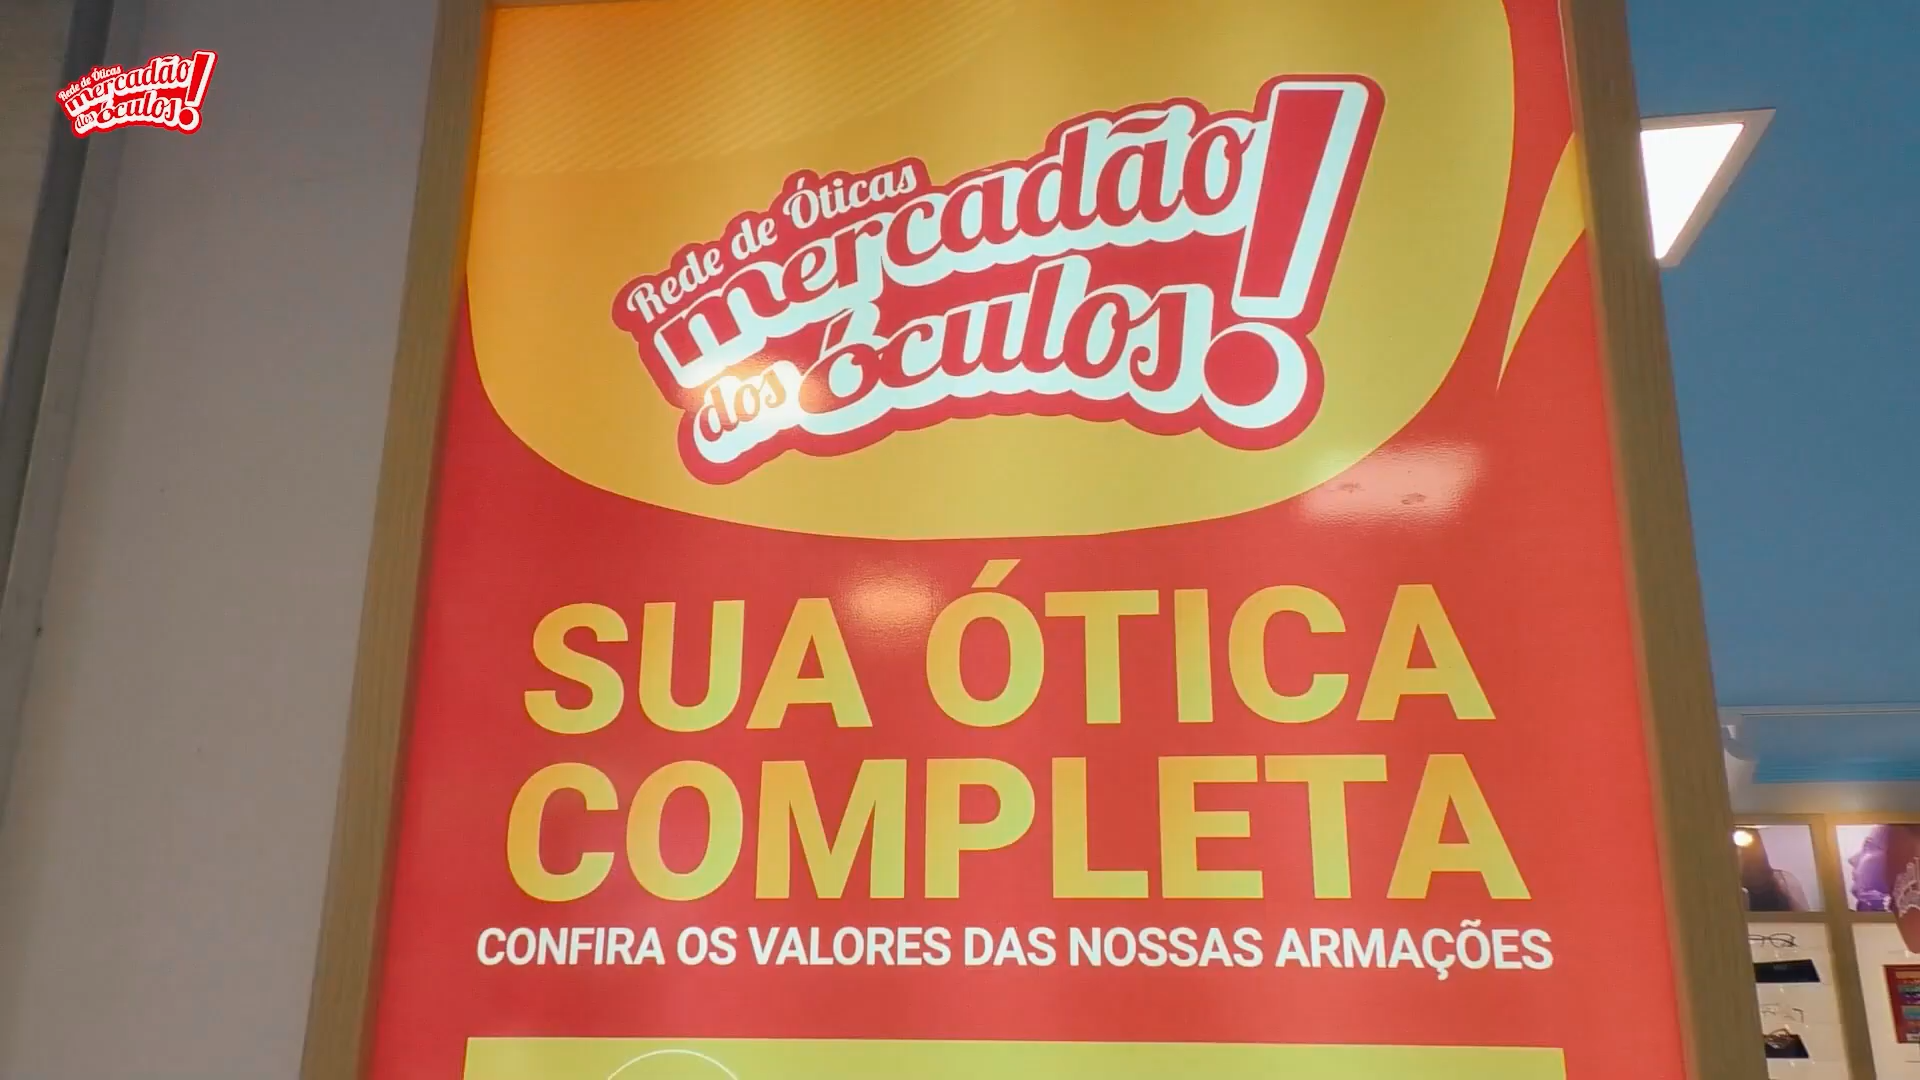 Rede de Óticas
mercadão
dos óculos!
Rede de Óticas
mercadão
dos óculos!
SUA ÓTICA
COMPLETA
CONFIRA OS VALORES DAS NOSSAS ARMAÇÕES